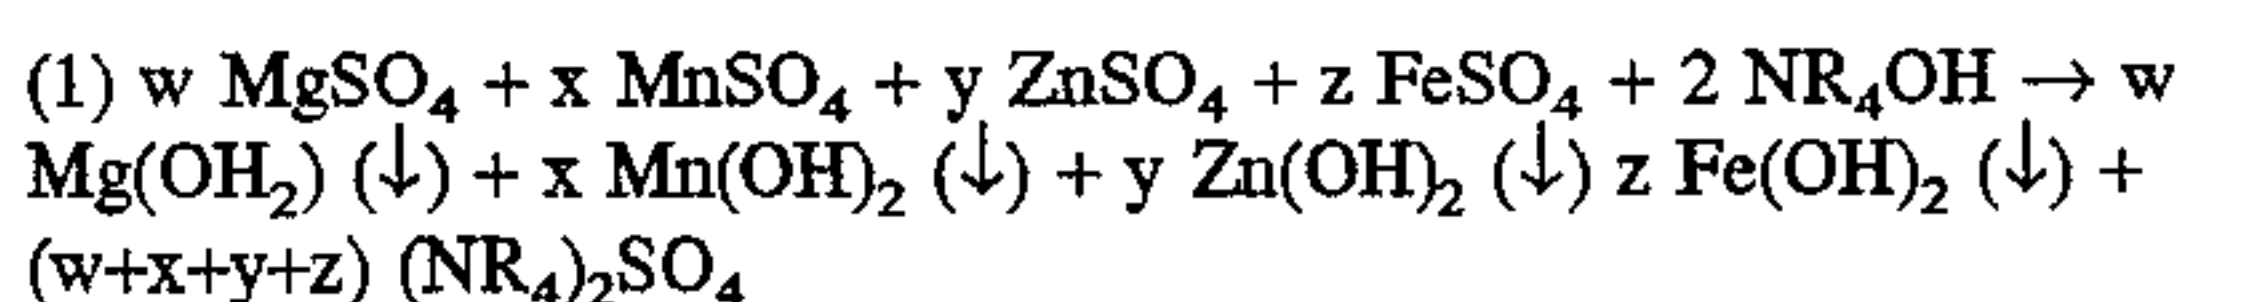 (1) w MgSO₄ + x MnSO₄ + y ZnSO₄ + z FeSO₄ + 2 NR₄OH → w
Mg(OH₂) (↓) + x Mn(OH)₂ (↓) + y Zn(OH)₂ (↓) z Fe(OH)₂ (↓) +
(w+x+y+z) (NR₄)₂SO₄